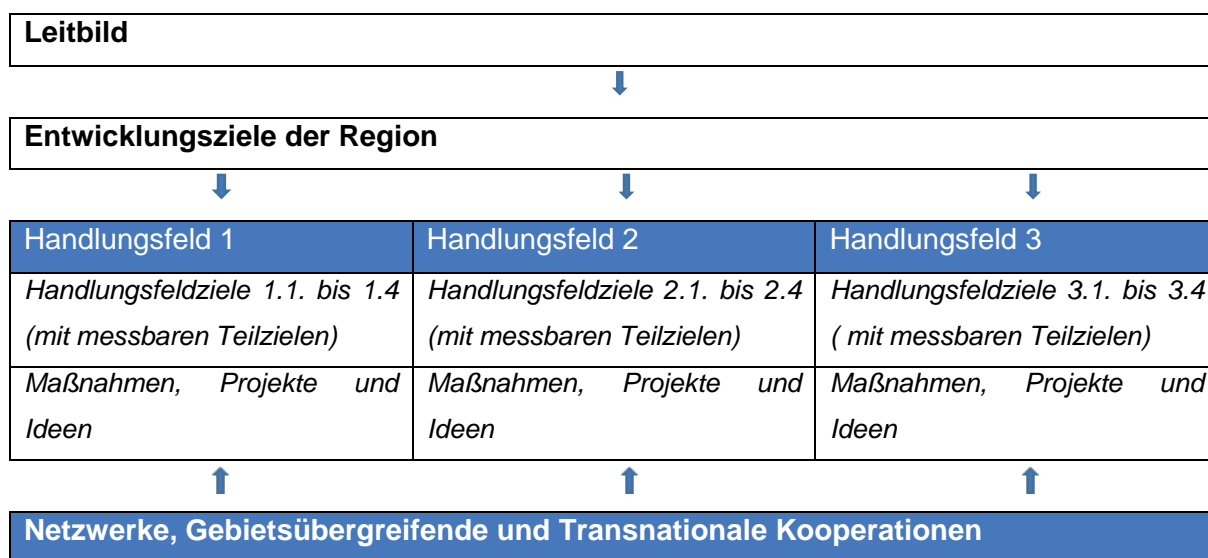 Leitbild
Entwicklungsziele der Region
Handlungsfeld 1
Handlungsfeldziele 1.1. bis 1.4
(mit messbaren Teilzielen)
Maßnahmen, Projekte und
Ideen
Handlungsfeld 2
Handlungsfeldziele 2.1. bis 2.4
(mit messbaren Teilzielen)
Maßnahmen, Projekte und
Ideen
Handlungsfeld 3
Handlungsfeldziele 3.1. bis 3.4
( mit messbaren Teilzielen)
Maßnahmen, Projekte und
Ideen
Netzwerke, Gebietsübergreifende und Transnationale Kooperationen